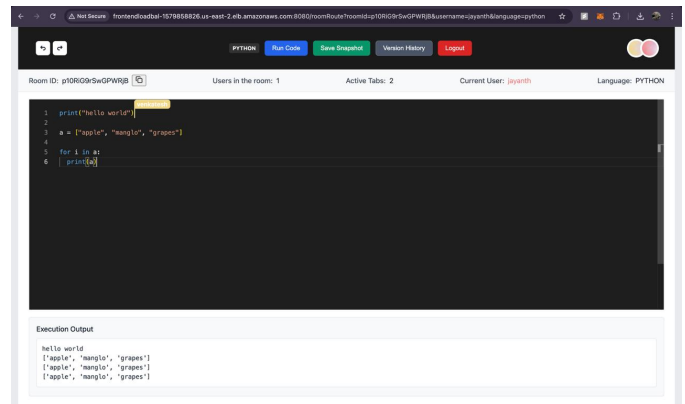 Not Secure frontendloadbal-1579858826.us-east-2.elb.amazonaws.com:8080/roomRoute?roomId=p10RiG9rSwGPWRjB&username=jayanth&language=python
PYTHON Run Code Save Snapshot Version History Logout
Room ID: p10RiG9rSwGPWRjB Users in the room: 1 Active Tabs: 2 Current User: jayanth Language: PYTHON
1 print("hello world")
2
3 a = ["apple", "manglo", "grapes"]
4
5 for i in a:
6 print(a)
Execution Output
hello world
['apple', 'manglo', 'grapes']
['apple', 'manglo', 'grapes']
['apple', 'manglo', 'grapes']